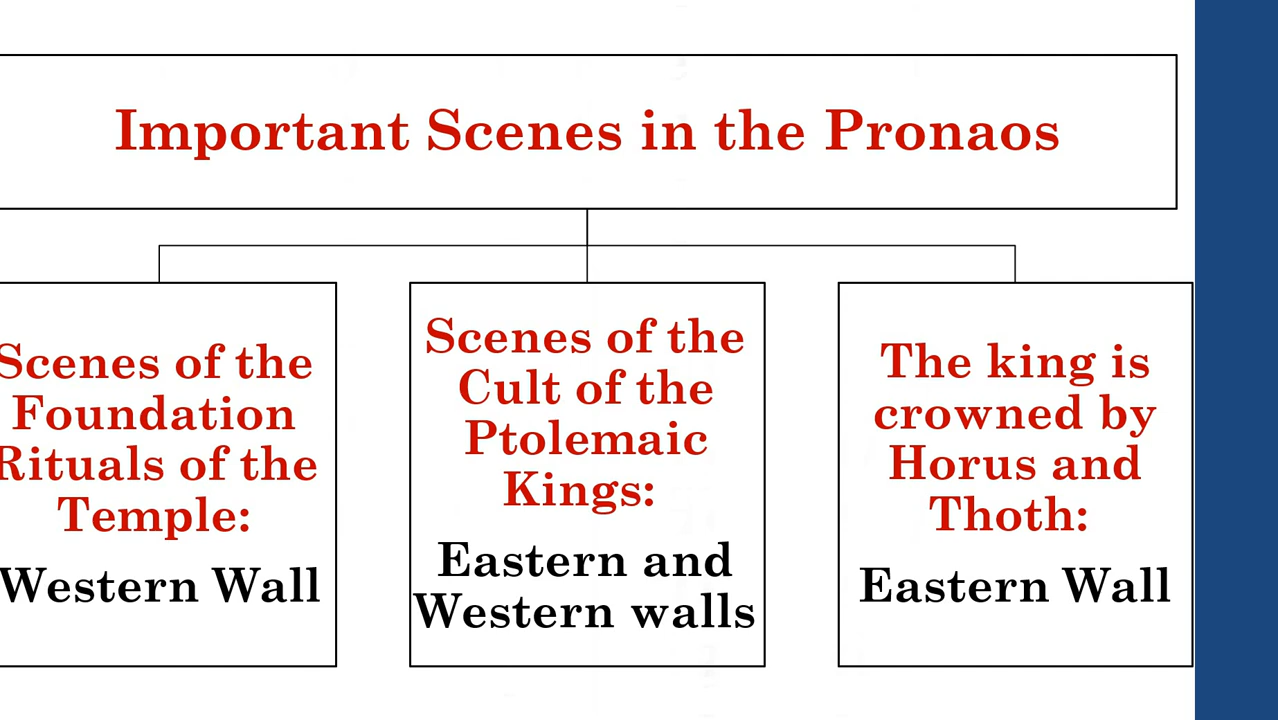 Important Scenes in the Pronaos
Scenes of the
Foundation
Rituals of the
Temple:
Western Wall
Scenes of the
Cult of the
Ptolemaic
Kings:
Eastern and
Western walls
The king is
crowned by
Horus and
Thoth:
Eastern Wall